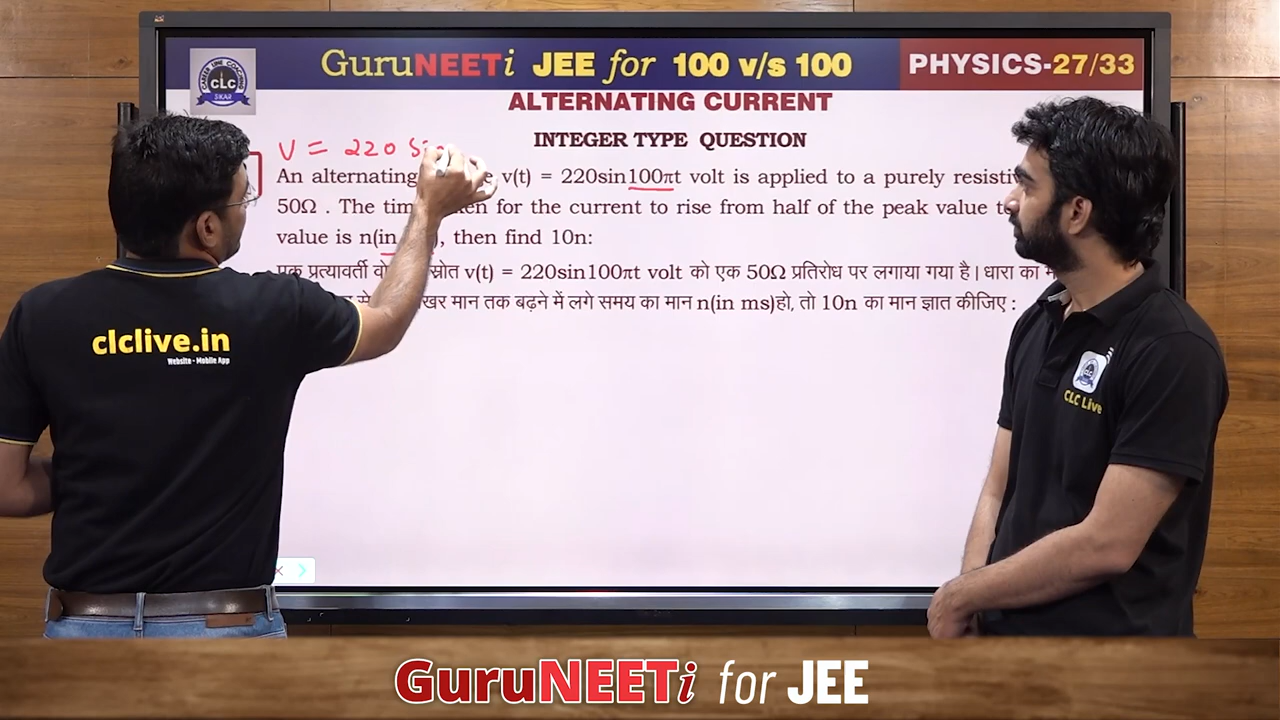 GuruNEETi JEE for 100 v/s 100
PHYSICS-27/33
CLC
SIKAR
ALTERNATING CURRENT
INTEGER TYPE QUESTION
V = 220
An alternating v(t) = 220sin100πt volt is applied to a purely
50Ω . The for the current to rise from half of the peak value
value is n(in , then find 10n:
एक प्रत्यावर्ती v(t) = 220sin100πt volt को एक 50Ω प्रतिरोध पर लगाया गया है। धारा का
मान तक बढ़ने में लगे समय का मान n(in ms)हो, तो 10n का मान ज्ञात कीजिए :
clclive.in
Website - Mobile App
CLC
CLC Live
GuruNEETi for JEE